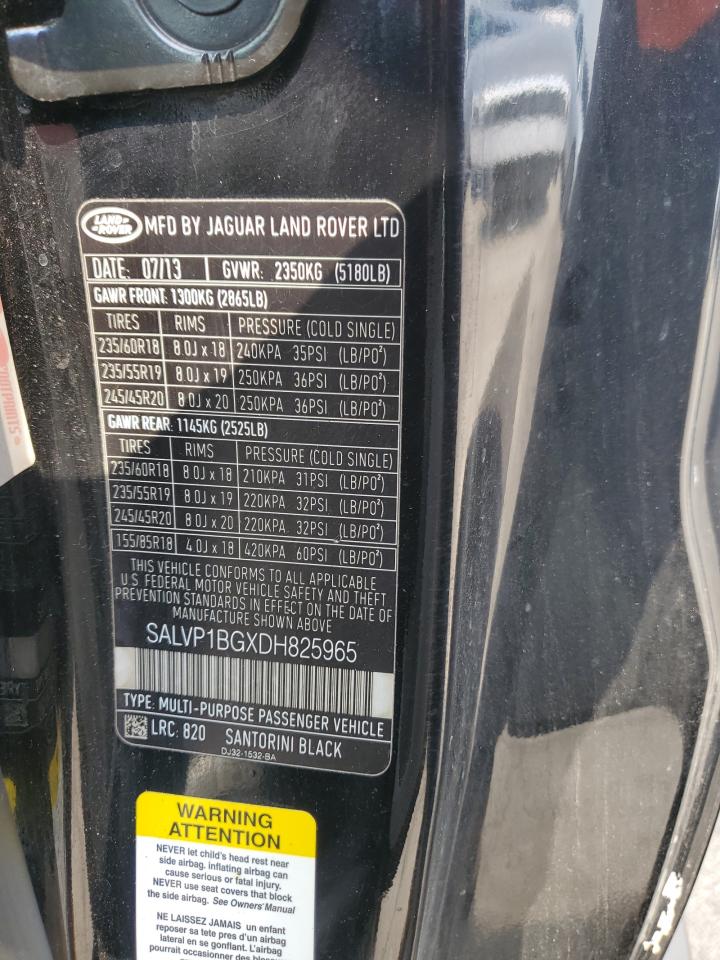 LAND ROVER MFD BY JAGUAR LAND ROVER LTD
DATE: 07/13 GVWR: 2350KG (5180LB)
GAWR FRONT: 1300KG (2865LB)
TIRES RIMS PRESSURE (COLD SINGLE)
235/60R18 8.0J x 18 240KPA 35PSI (LB/PO²)
235/55R19 8.0J x 19 250KPA 36PSI (LB/PO²)
245/45R20 8.0J x 20 250KPA 36PSI (LB/PO²)
GAWR REAR: 1145KG (2525LB)
TIRES RIMS PRESSURE (COLD SINGLE)
235/60R18 8.0J x 18 210KPA 31PSI (LB/PO²)
235/55R19 8.0J x 19 220KPA 32PSI (LB/PO²)
245/45R20 8.0J x 20 220KPA 32PSI (LB/PO²)
155/85R18 4.0J x 18 420KPA 60PSI (LB/PO²)
THIS VEHICLE CONFORMS TO ALL APPLICABLE
U.S. FEDERAL MOTOR VEHICLE SAFETY AND THEFT
PREVENTION STANDARDS IN EFFECT ON THE DATE OF
MANUFACTURE SHOWN ABOVE
SALVP1BGXDH825965
TYPE: MULTI-PURPOSE PASSENGER VEHICLE
LRC: 820 SANTORINI BLACK
DJ32-1532-BA
WARNING
ATTENTION
NEVER let child's head rest near
side airbag. inflating airbag can
cause serious or fatal injury.
NEVER use seat covers that block
the side airbag. See Owners' Manual
NE LAISSEZ JAMAIS un enfant
reposer sa tete pres d'un airbag
lateral en se gonflant. L'airbag
pourrait occasionner des